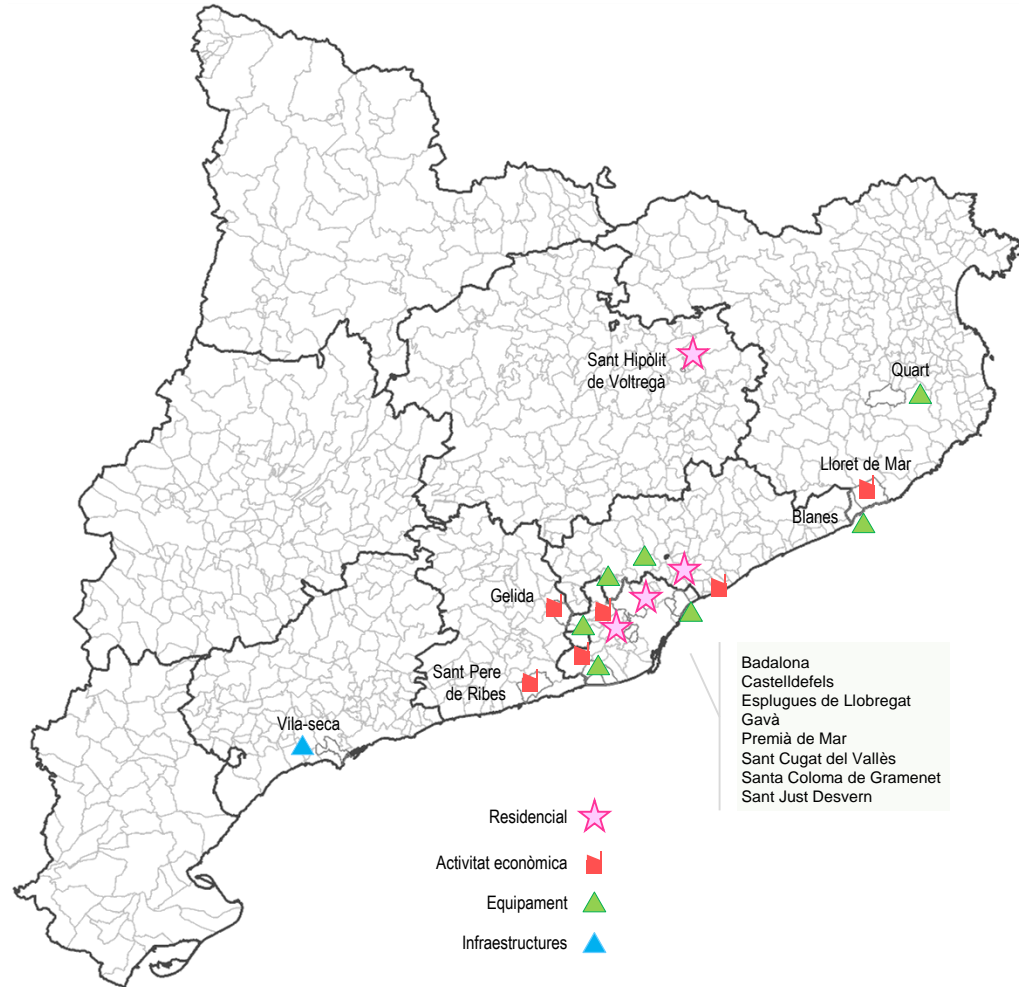 Sant Hipòlit
de Voltregà
Quart
Lloret de Mar
Blanes
Gelida
Sant Pere
de Ribes
Vila-seca
Badalona
Castelldefels
Esplugues de Llobregat
Gavà
Premià de Mar
Sant Cugat del Vallès
Santa Coloma de Gramenet
Sant Just Desvern
Residencial
Activitat econòmica
Equipament
Infraestructures